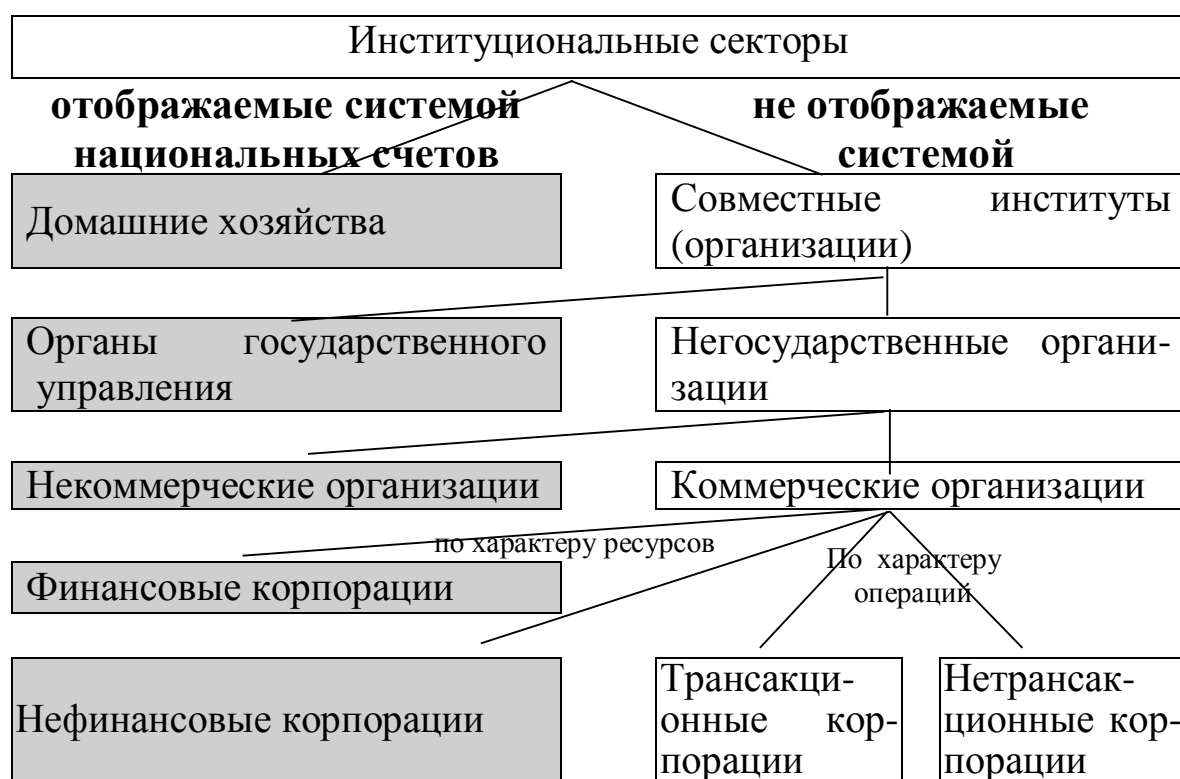 Институциональные секторы
отображаемые системой
национальных счетов
не отображаемые
системой
Домашние хозяйства
Совместные институты
(организации)
Органы государственного
управления
Негосударственные органи-
зации
Некоммерческие организации
Коммерческие организации
по характеру ресурсов
По характеру
операций
Финансовые корпорации
Нефинансовые корпорации
Трансакци-
онные кор-
порации
Нетрансак-
ционные кор-
порации